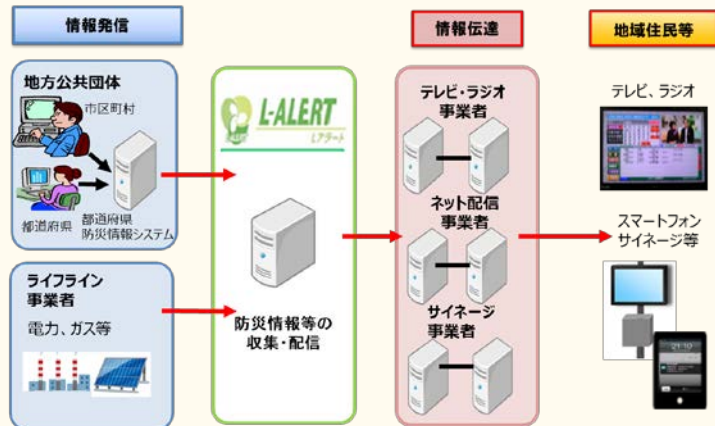 情報発信
情報伝達
地域住民等
地方公共団体
市区町村
都道府県
都道府県
防災情報システム
ライフライン
事業者
電力、ガス等
L-ALERT
Lアラート
防災情報等の
収集・配信
テレビ・ラジオ
事業者
ネット配信
事業者
サイネージ
事業者
テレビ、ラジオ
スマートフォン
サイネージ等
21:10